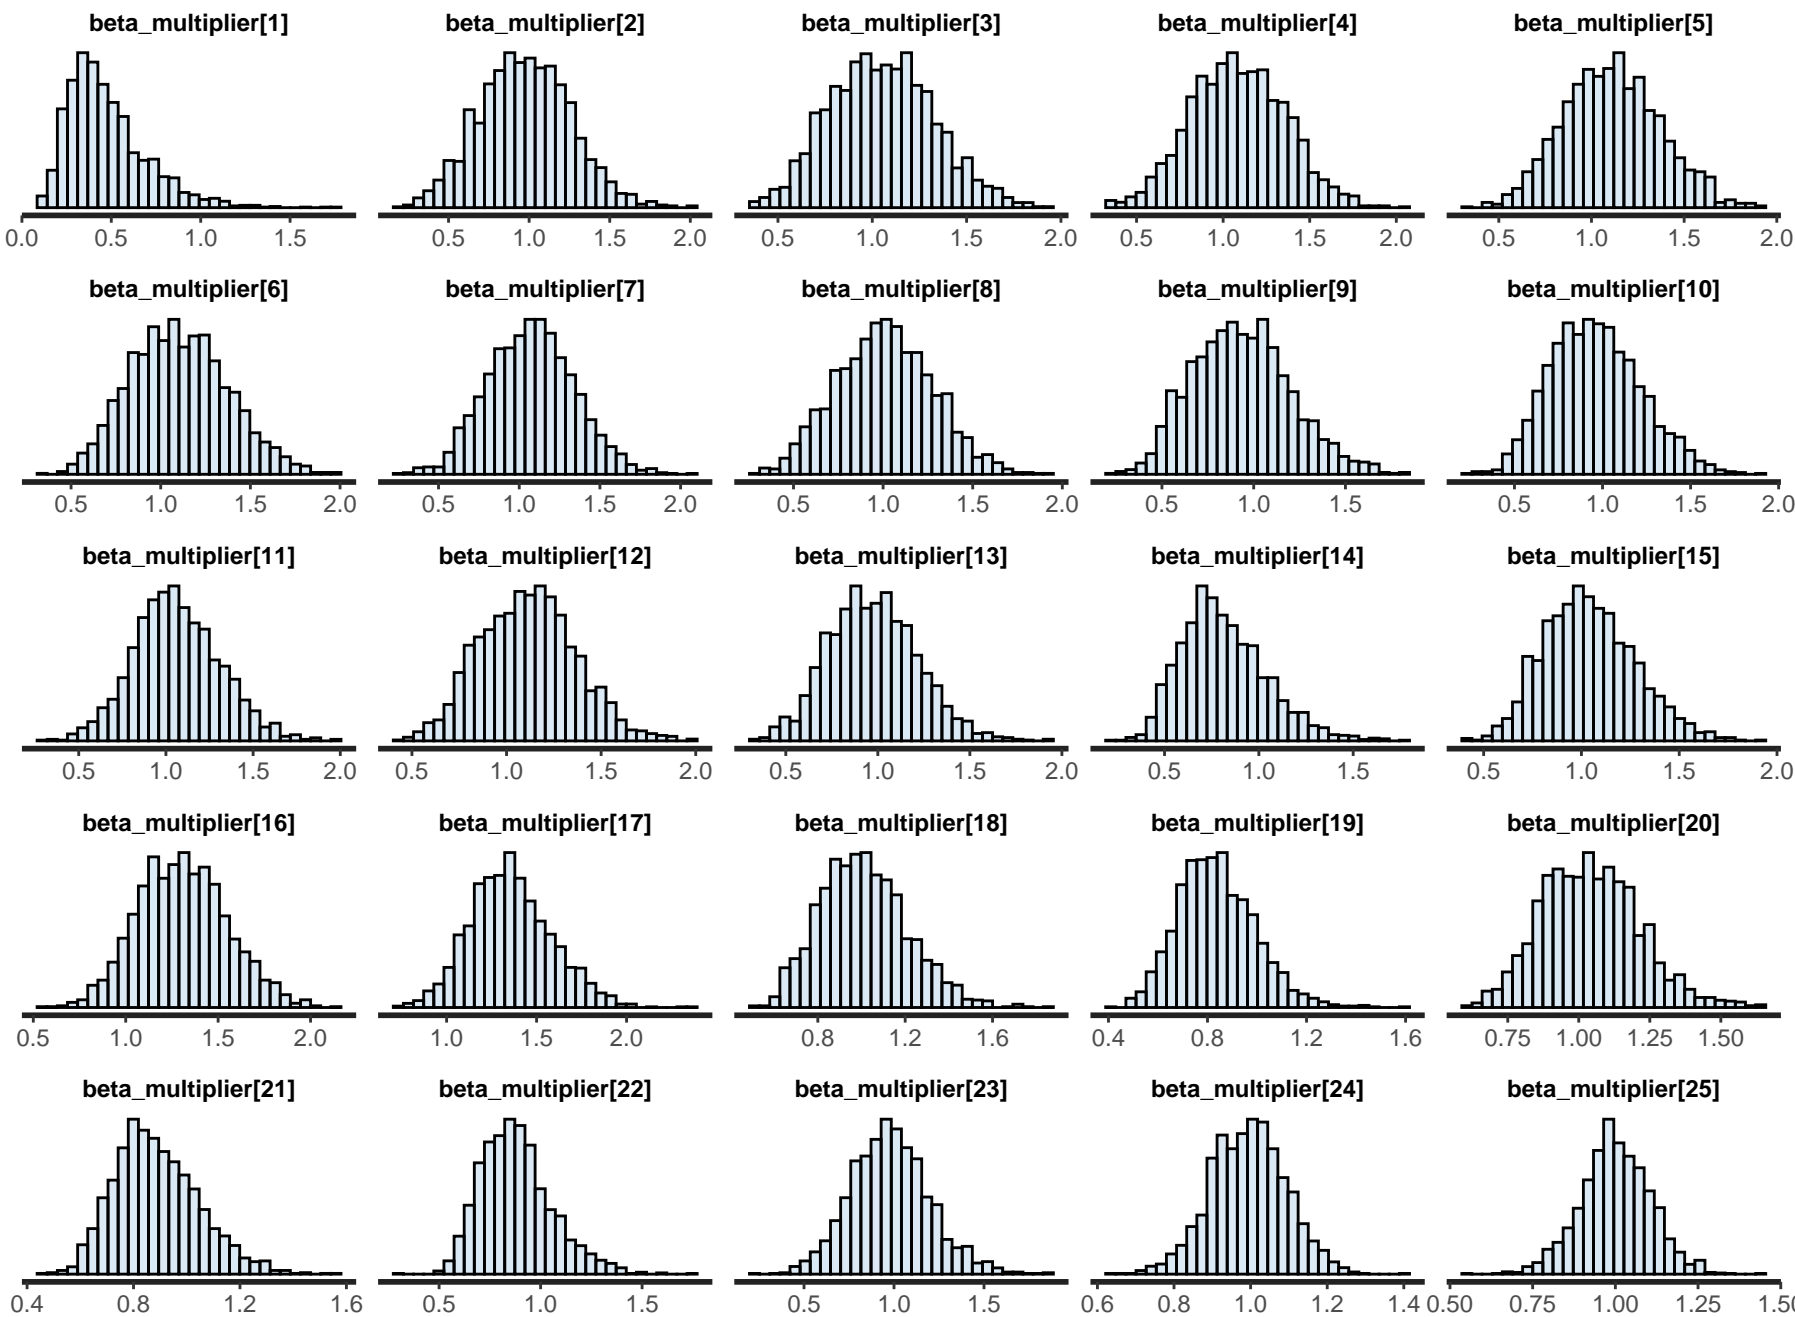 beta_multiplier[1] beta_multiplier[2] beta_multiplier[3] beta_multiplier[4] beta_multiplier[5]
0.0 0.5 1.0 1.5 0.5 1.0 1.5 2.0 0.5 1.0 1.5 2.0 0.5 1.0 1.5 2.0 0.5 1.0 1.5 2.0
beta_multiplier[6] beta_multiplier[7] beta_multiplier[8] beta_multiplier[9] beta_multiplier[10]
0.5 1.0 1.5 2.0 0.5 1.0 1.5 2.0 0.5 1.0 1.5 2.0 0.5 1.0 1.5 0.5 1.0 1.5 2.0
beta_multiplier[11] beta_multiplier[12] beta_multiplier[13] beta_multiplier[14] beta_multiplier[15]
0.5 1.0 1.5 2.0 0.5 1.0 1.5 2.0 0.5 1.0 1.5 2.0 0.5 1.0 1.5 0.5 1.0 1.5 2.0
beta_multiplier[16] beta_multiplier[17] beta_multiplier[18] beta_multiplier[19] beta_multiplier[20]
0.5 1.0 1.5 2.0 1.0 1.5 2.0 0.8 1.2 1.6 0.4 0.8 1.2 1.6 0.75 1.00 1.25 1.50
beta_multiplier[21] beta_multiplier[22] beta_multiplier[23] beta_multiplier[24] beta_multiplier[25]
0.4 0.8 1.2 1.6 0.5 1.0 1.5 0.5 1.0 1.5 0.6 0.8 1.0 1.2 1.4 0.50 0.75 1.00 1.25 1.50